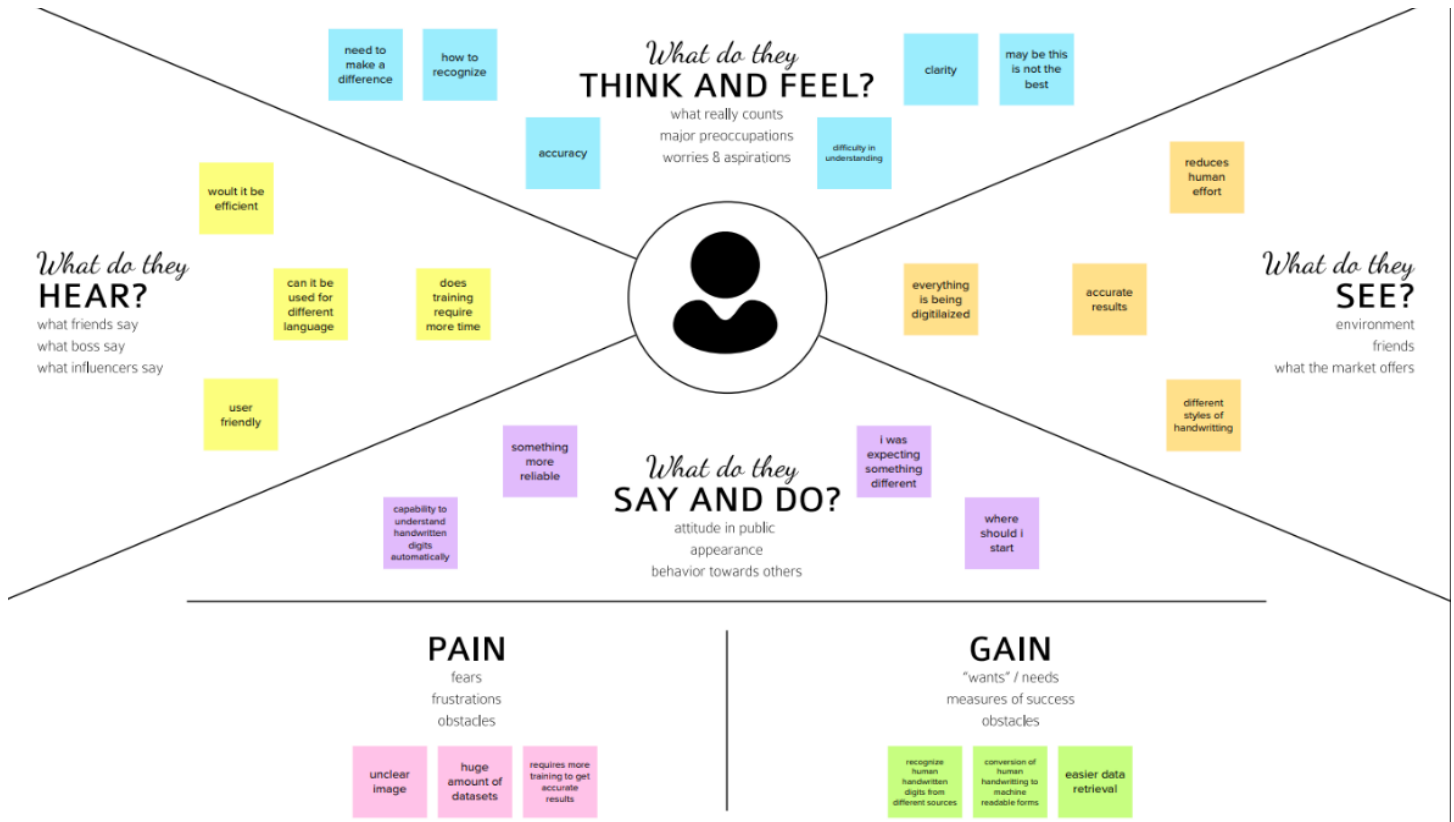 need to
make a
difference
how to
recognize
accuracy
What do they
THINK AND FEEL?
what really counts
major preoccupations
worries & aspirations
clarity
may be this
is not the
best
difficulty in
understanding
woult it be
efficient
What do they
HEAR?
what friends say
what boss say
what influencers say
can it be
used for
different
language
does
training
require
more time
user
friendly
reduces
human
effort
everything
is being
digitilaized
accurate
results
What do they
SEE?
environment
friends
what the market offers
different
styles of
handwritting
something
more
reliable
capability to
understand
handwritten
digits
automatically
What do they
SAY AND DO?
attitude in public
appearance
behavior towards others
i was
expecting
something
different
where
should i
start
PAIN
fears
frustrations
obstacles
unclear
image
huge
amount of
datasets
requires more
training to get
accurate
results
GAIN
“wants” / needs
measures of success
obstacles
recognize
human
handwritten
digits from
different sources
conversion of
human
handwritting to
machine
readable forms
easier data
retrieval